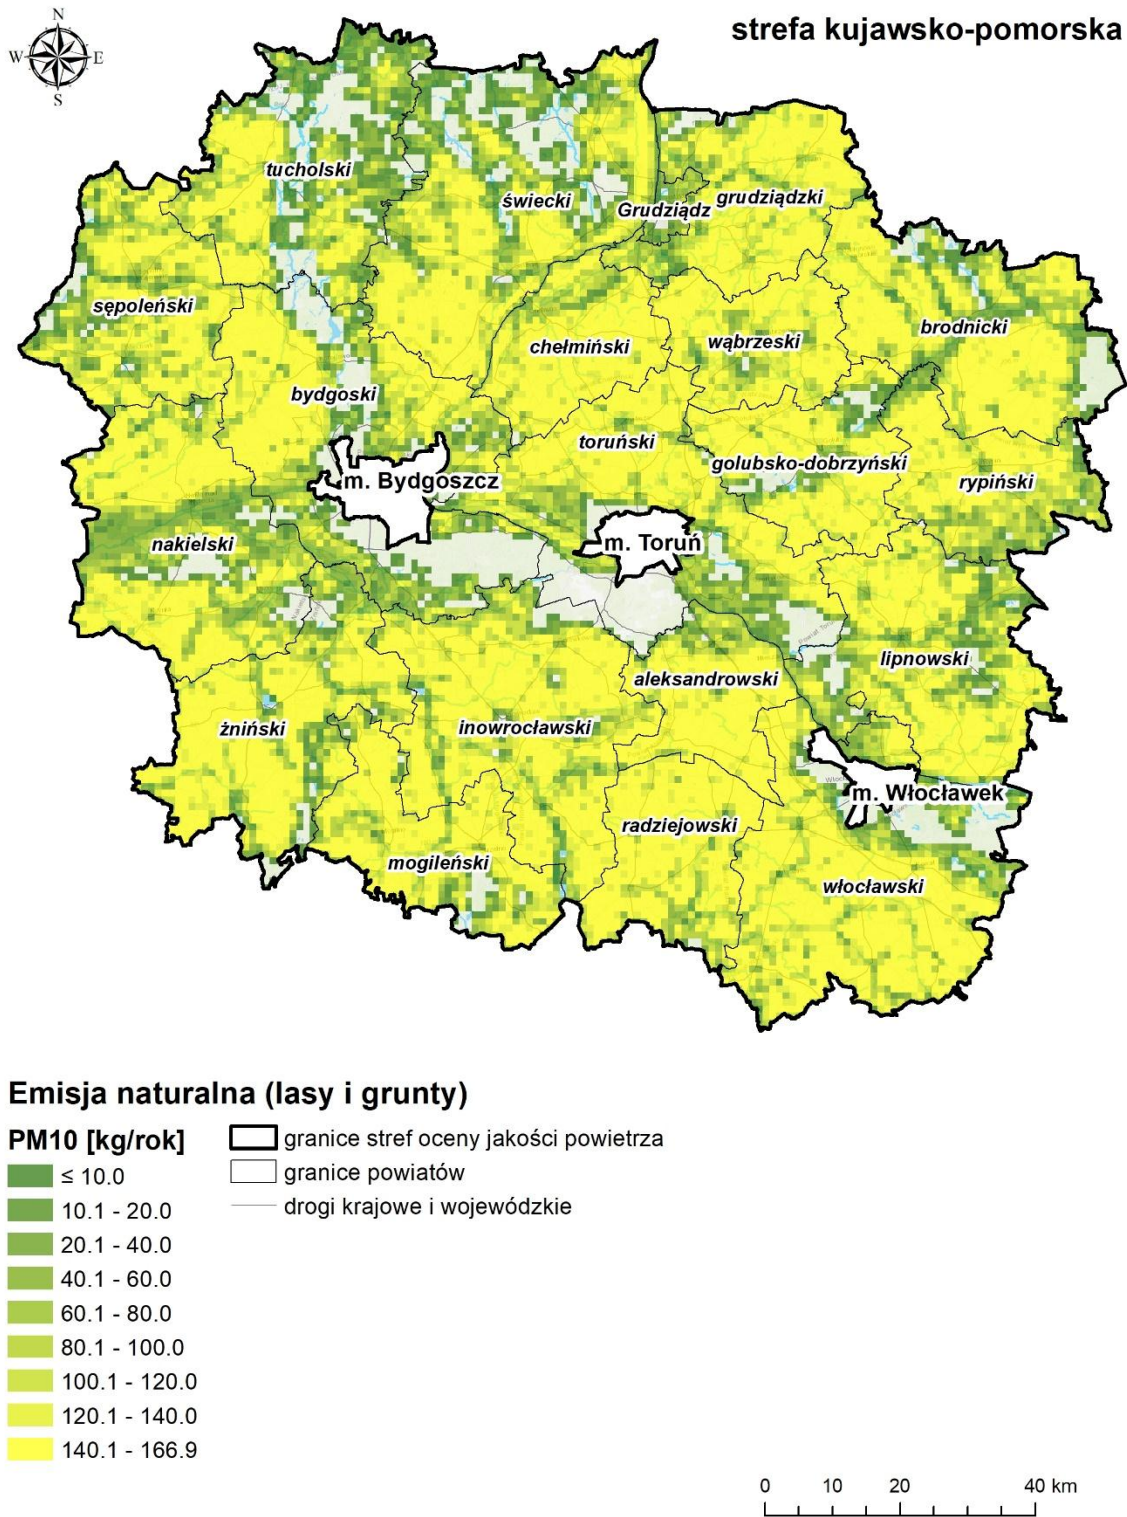 strefa kujawsko-pomorska
N
W E
S
tucholski
świecki
Grudziądz
grudziądzki
sępoleński
brodnicki
chełmiński
wąbrzeski
bydgoski
toruński
golubsko-dobrzyński
m. Bydgoszcz
rypiński
nakielski
m. Toruń
lipnowski
aleksandrowski
żniński
inowrocławski
m. Włocławek
radziejowski
mogileński
włocławski
Emisja naturalna (lasy i grunty)
PM10 [kg/rok]
≤ 10.0
10.1 - 20.0
20.1 - 40.0
40.1 - 60.0
60.1 - 80.0
80.1 - 100.0
100.1 - 120.0
120.1 - 140.0
140.1 - 166.9
granice stref oceny jakości powietrza
granice powiatów
drogi krajowe i wojewódzkie
0 10 20 40 km